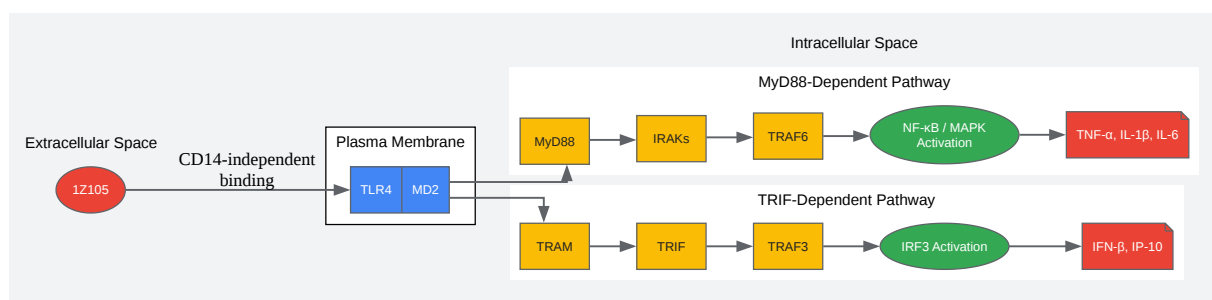 Intracellular Space
MyD88-Dependent Pathway
Extracellular Space
1Z105
CD14-independent
binding
Plasma Membrane
TLR4
MD2
MyD88
IRAKs
TRAF6
NF-κB / MAPK
Activation
TNF-α, IL-1β, IL-6
TRIF-Dependent Pathway
TRAM
TRIF
TRAF3
IRF3 Activation
IFN-β, IP-10